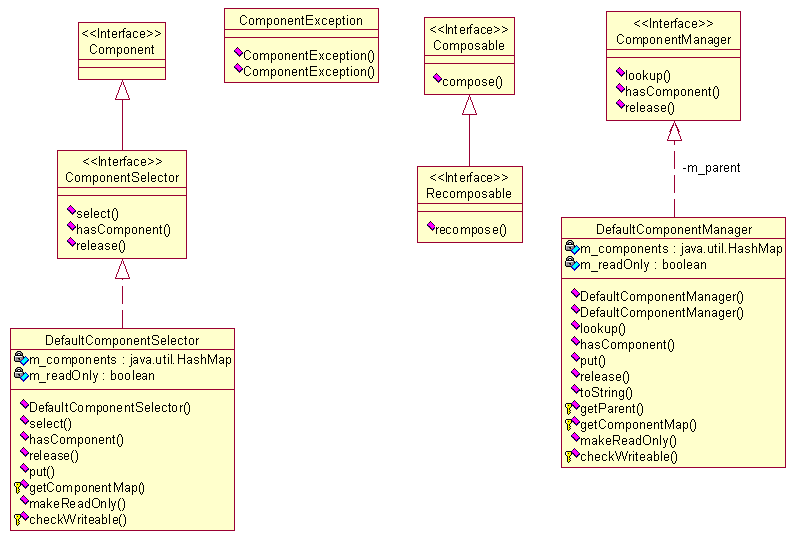 <<Interface>>
Component
ComponentException
ComponentException()
ComponentException()
<<Interface>>
Composable
compose()
<<Interface>>
ComponentManager
lookup()
hasComponent()
release()
<<Interface>>
ComponentSelector
select()
hasComponent()
release()
<<Interface>>
Recomposable
recompose()
-m_parent
DefaultComponentSelector
m_components : java.util.HashMap
m_readOnly : boolean
DefaultComponentSelector()
select()
hasComponent()
release()
put()
getComponentMap()
makeReadOnly()
checkWriteable()
DefaultComponentManager
m_components : java.util.HashMap
m_readOnly : boolean
DefaultComponentManager()
DefaultComponentManager()
lookup()
hasComponent()
put()
release()
toString()
getParent()
getComponentMap()
makeReadOnly()
checkWriteable()